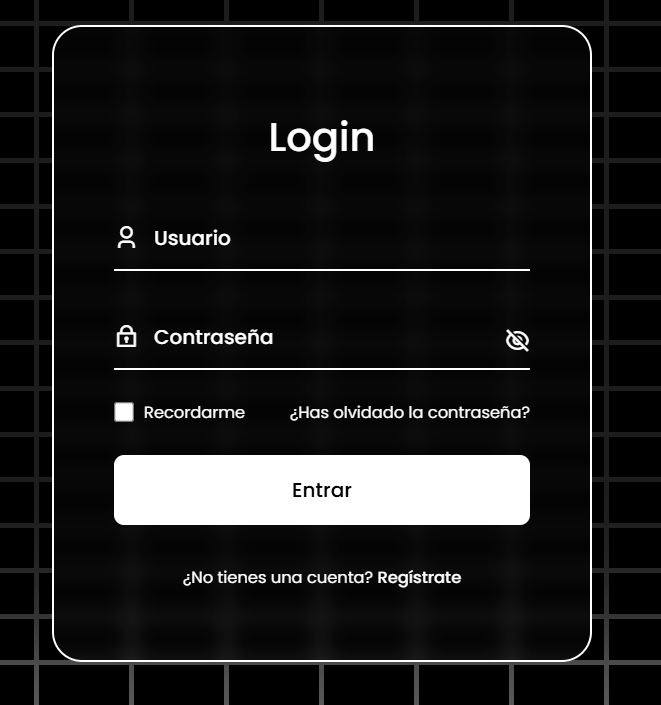 Login
Usuario
Contraseña
Recordarme ¿Has olvidado la contraseña?
Entrar
¿No tienes una cuenta? Regístrate